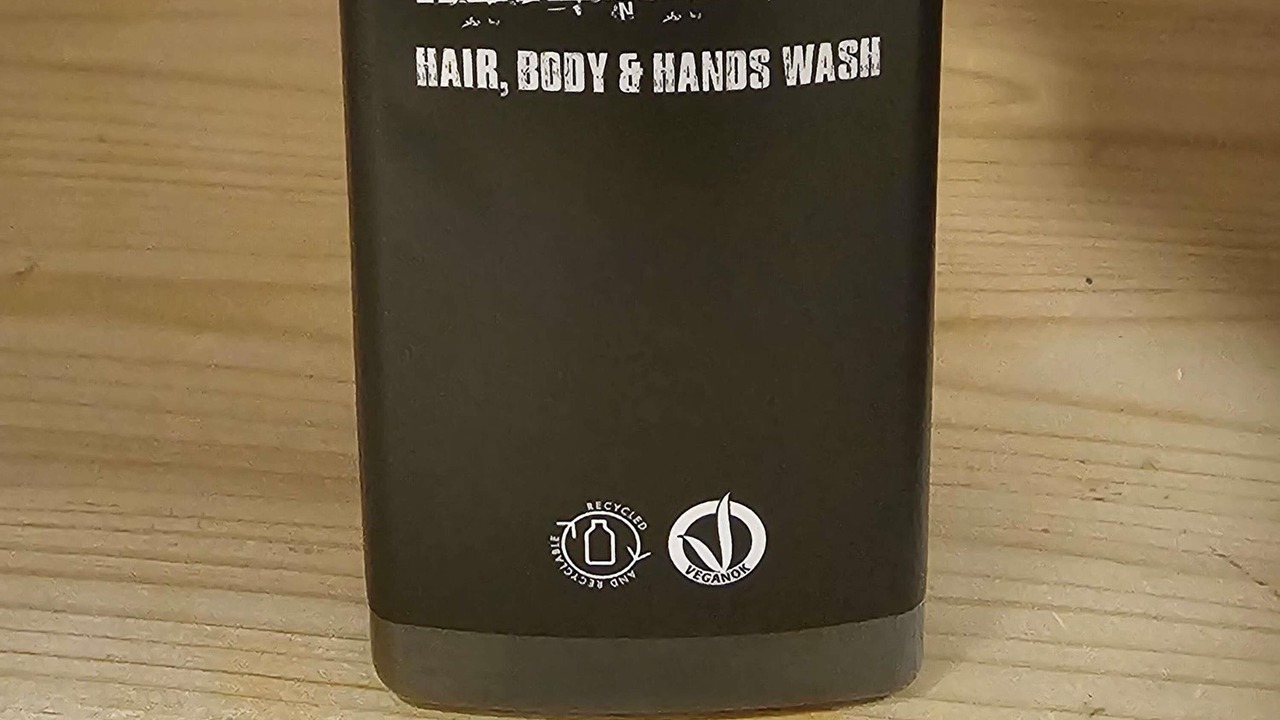 HAIR, BODY & HANDS WASH
RECYCLED
AND RECYCLABLE
VEGANOK